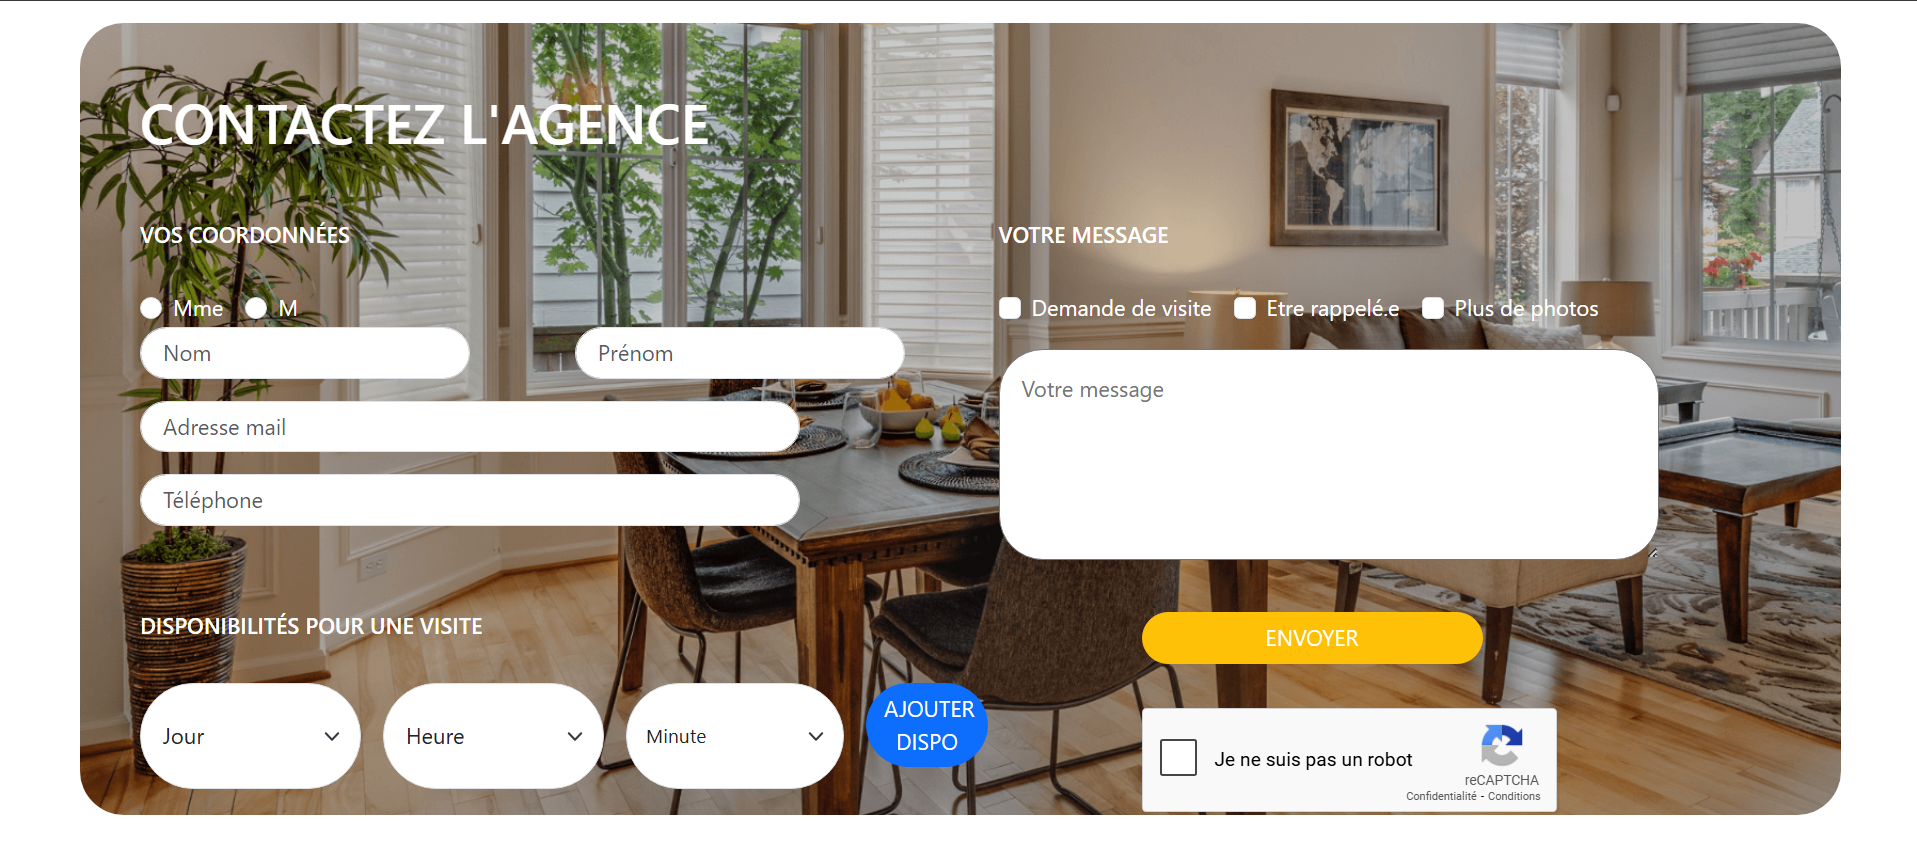 CONTACTEZ L'AGENCE
VOS COORDONNÉES
Mme M
Nom Prénom
Adresse mail
Téléphone
DISPONIBILITÉS POUR UNE VISITE
Jour Heure Minute
AJOUTER
DISPO
VOTRE MESSAGE
Demande de visite Etre rappelé.e Plus de photos
Votre message
ENVOYER
Je ne suis pas un robot
reCAPTCHA
Confidentialité - Conditions